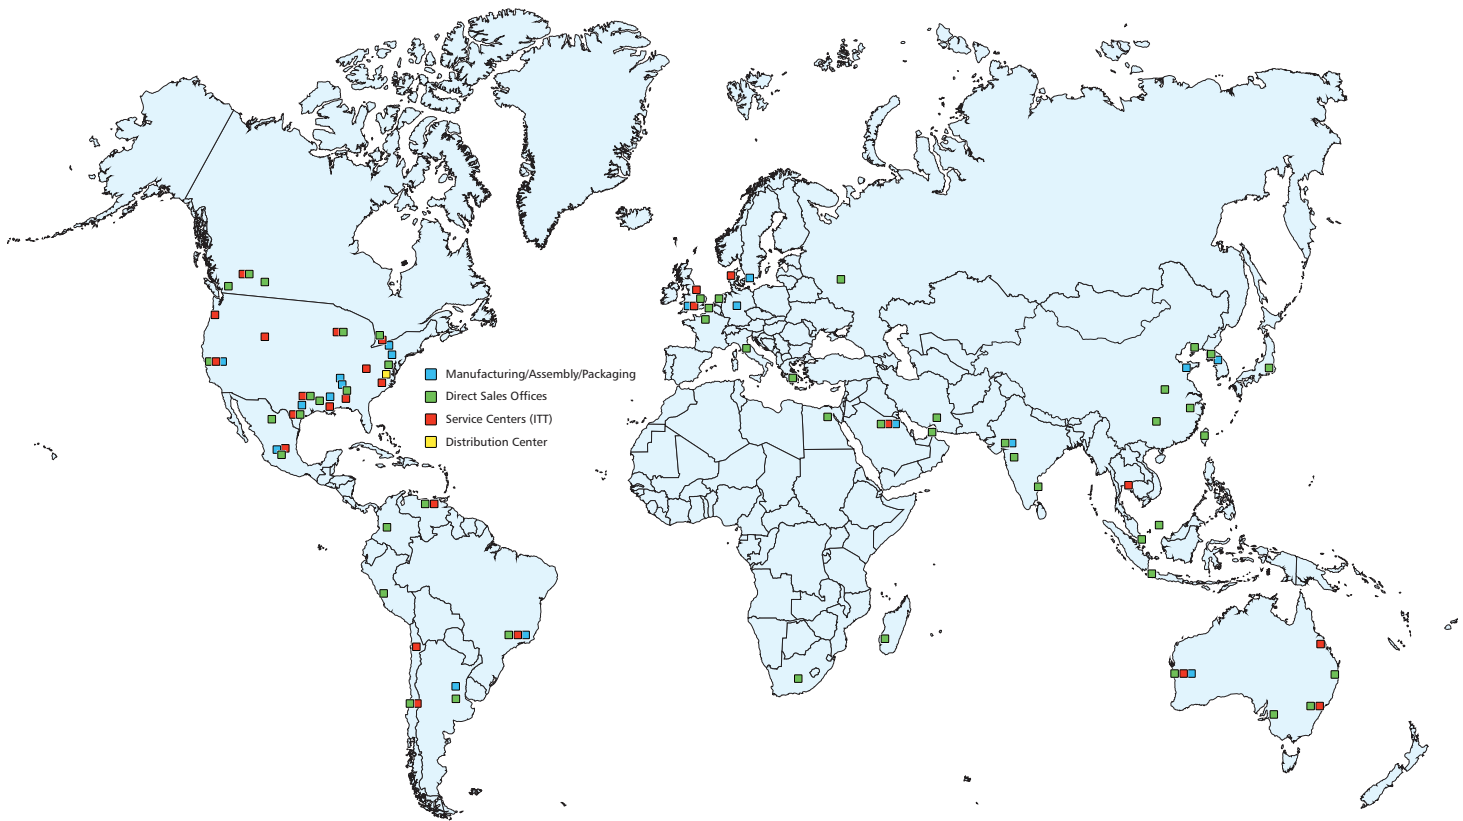 Manufacturing/Assembly/Packaging
Direct Sales Offices
Service Centers (ITT)
Distribution Center